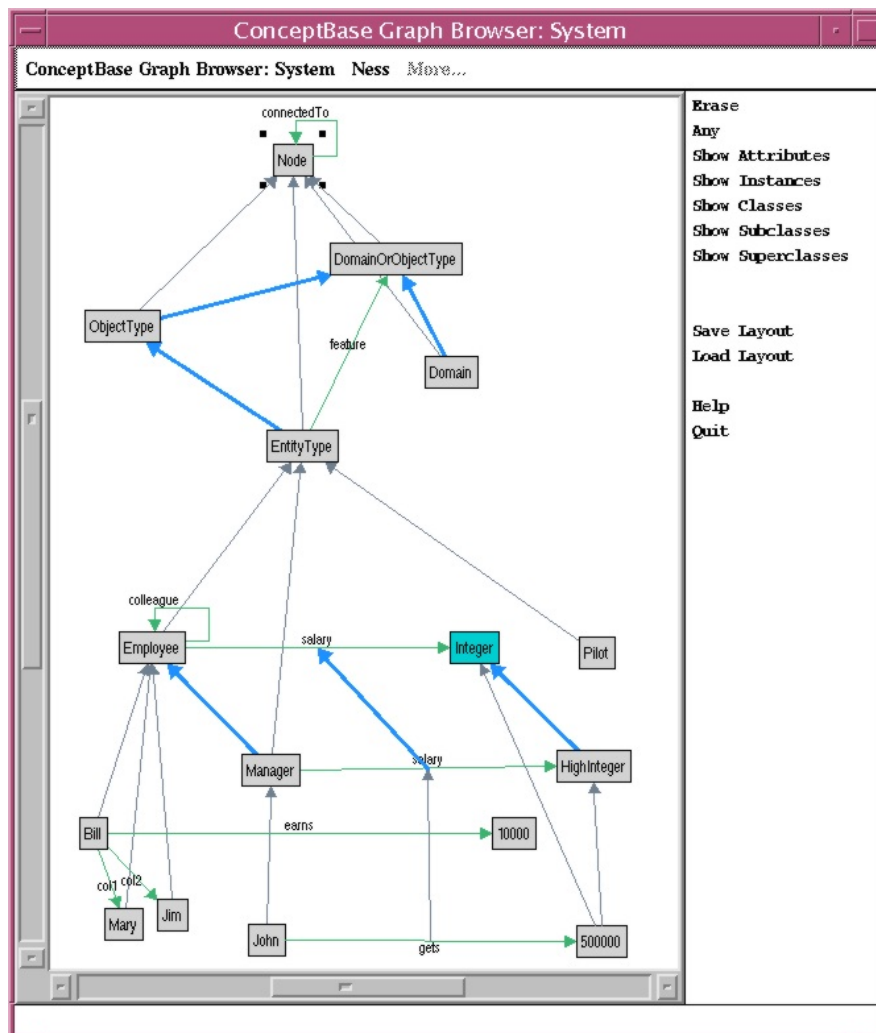 ConceptBase Graph Browser: System
ConceptBase Graph Browser: System Ness More...
connectedTo
Node
DomainOrObjectType
ObjectType
feature
Domain
EntityType
colleague
Employee
salary
Integer
Pilot
Manager
salary
HighInteger
Bill
earns
10000
col1
col2
Mary
Jim
John
gets
500000
Erase
Any
Show Attributes
Show Instances
Show Classes
Show Subclasses
Show Superclasses
Save Layout
Load Layout
Help
Quit